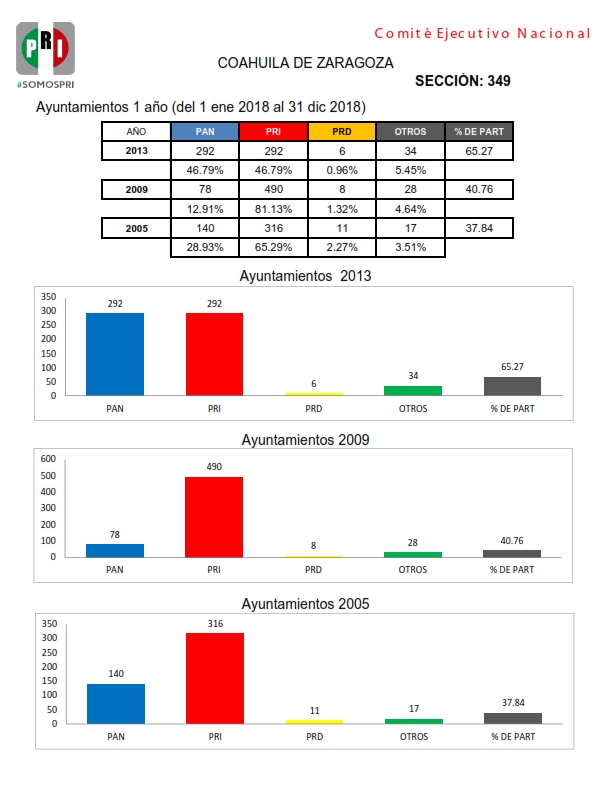 Comité Ejecutivo Nacional
PRI
#SOMOSPRI
COAHUILA DE ZARAGOZA
SECCIÓN: 349
Ayuntamientos 1 año (del 1 ene 2018 al 31 dic 2018)
AÑO PAN PRI PRD OTROS % DE PART
2013 292 292 6 34 65.27
46.79% 46.79% 0.96% 5.45%
2009 78 490 8 28 40.76
12.91% 81.13% 1.32% 4.64%
2005 140 316 11 17 37.84
28.93% 65.29% 2.27% 3.51%
Ayuntamientos 2013
350
300
250
200
150
100
50
0
292 292 6 34 65.27
PAN PRI PRD OTROS % DE PART
Ayuntamientos 2009
600
500
400
300
200
100
0
78 490 8 28 40.76
PAN PRI PRD OTROS % DE PART
Ayuntamientos 2005
350
300
250
200
150
100
50
0
140 316 11 17 37.84
PAN PRI PRD OTROS % DE PART